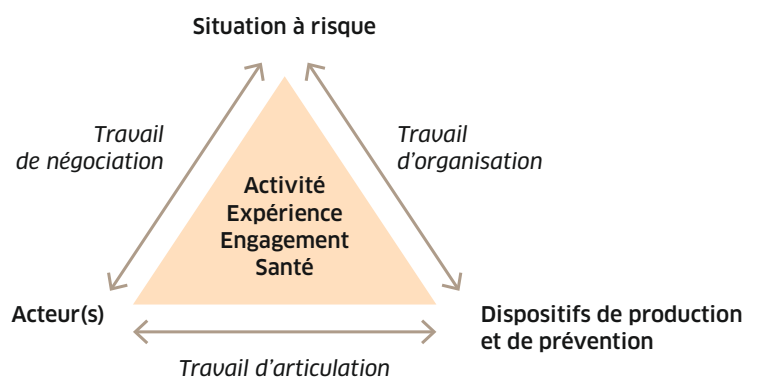 Situation à risque
Travail
de négociation
Travail
d'organisation
Activité
Expérience
Engagement
Santé
Acteur(s)
Dispositifs de production
et de prévention
Travail d'articulation